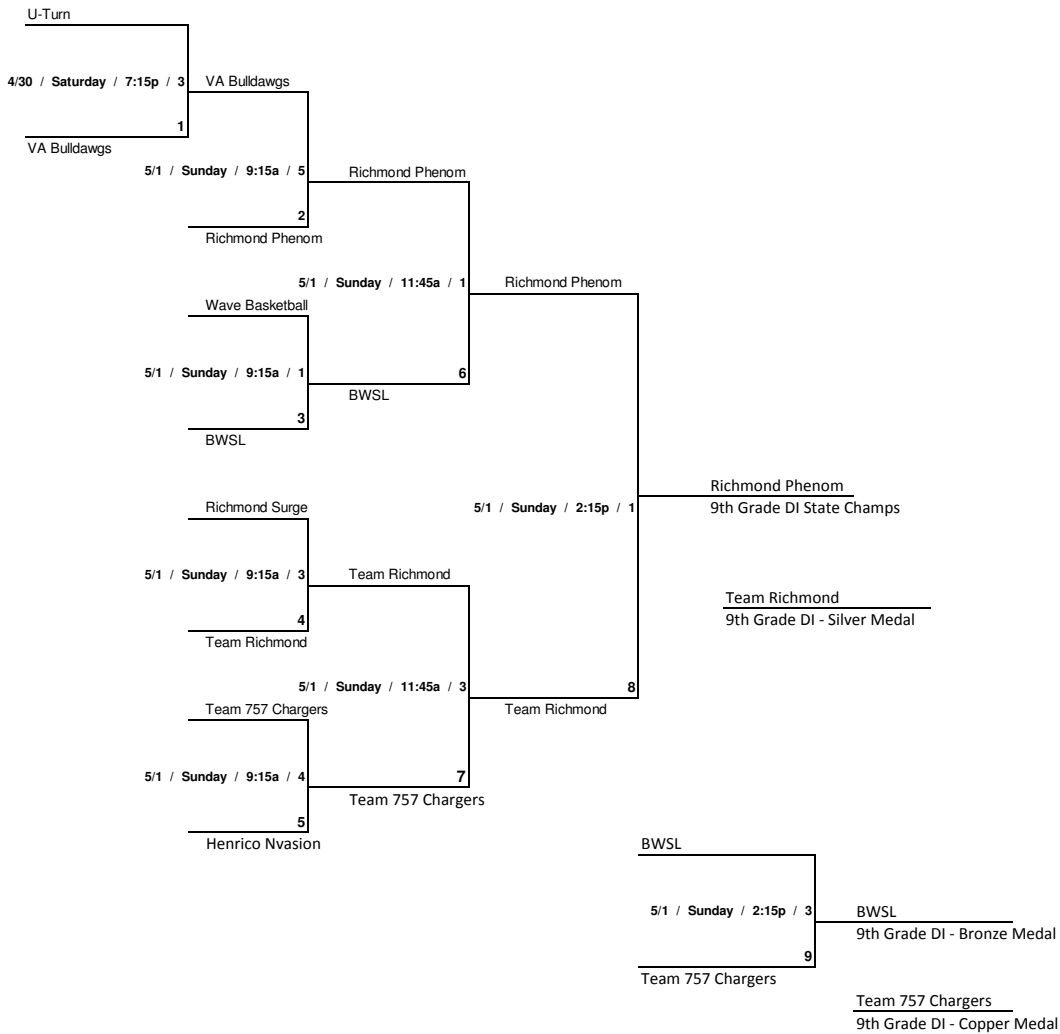 U-Turn
4/30 / Saturday / 7:15p / 3
VA Bulldawgs
1
VA Bulldawgs
5/1 / Sunday / 9:15a / 5
Richmond Phenom
2
Richmond Phenom
5/1 / Sunday / 11:45a / 1
Richmond Phenom
Wave Basketball
5/1 / Sunday / 9:15a / 1
6
BWSL
3
BWSL
Richmond Phenom
Richmond Surge
5/1 / Sunday / 2:15p / 1
9th Grade DI State Champs
5/1 / Sunday / 9:15a / 3
Team Richmond
Team Richmond
4
9th Grade DI - Silver Medal
Team Richmond
5/1 / Sunday / 11:45a / 3
8
Team 757 Chargers
Team Richmond
5/1 / Sunday / 9:15a / 4
7
Team 757 Chargers
5
Henrico Nvasion
BWSL
5/1 / Sunday / 2:15p / 3
BWSL
9th Grade DI - Bronze Medal
9
Team 757 Chargers
Team 757 Chargers
9th Grade DI - Copper Medal